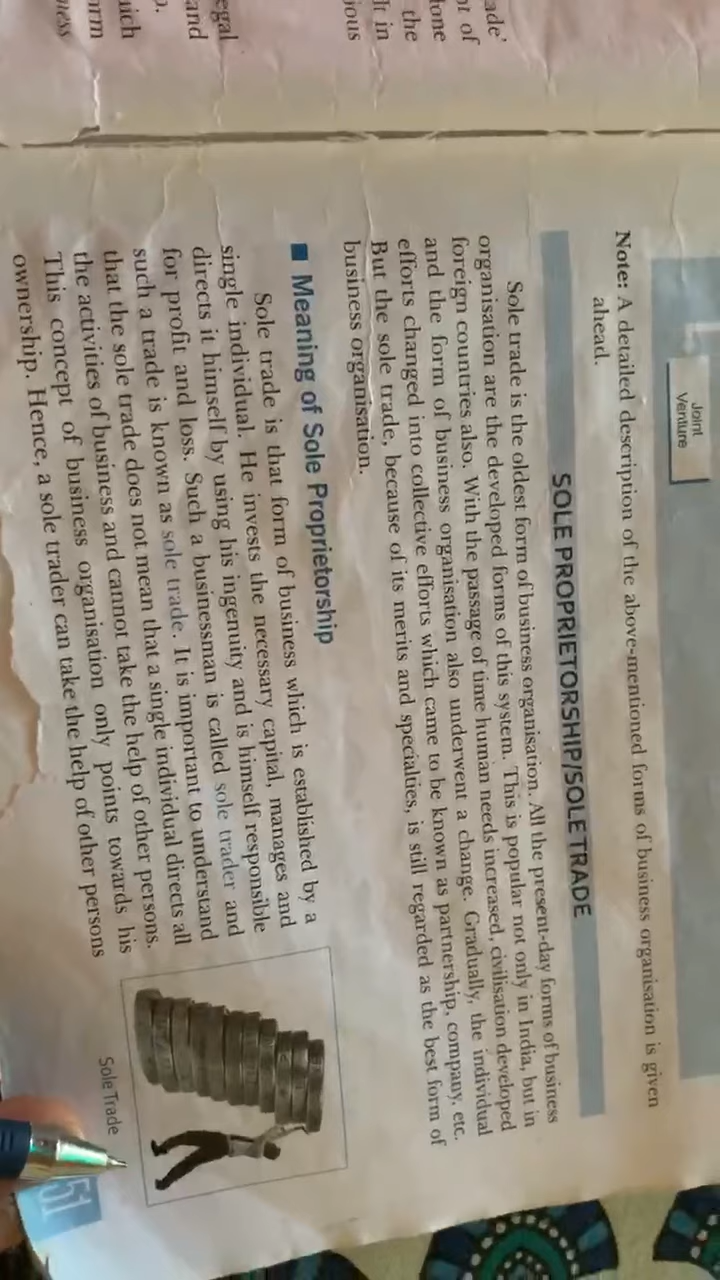 Joint
Venture
Note: A detailed description of the above-mentioned forms of business organisation is given
ahead.
SOLE PROPRIETORSHIP/SOLE TRADE
Sole trade is the oldest form of business organisation. All the present-day forms of business
organisation are the developed forms of this system. This is popular not only in India, but in
foreign countries also. With the passage of time human needs increased, civilisation developed
and the form of business organisation also underwent a change. Gradually, the individual
efforts changed into collective efforts which came to be known as partnership, company, etc.
But the sole trade, because of its merits and specialties, is still regarded as the best form of
business organisation.
■ Meaning of Sole Proprietorship
Sole trade is that form of business which is established by a
single individual. He invests the necessary capital, manages and
directs it himself by using his ingenuity and is himself responsible
for profit and loss. Such a businessman is called sole trader and
such a trade is known as sole trade. It is important to understand
that the sole trade does not mean that a single individual directs all
the activities of business and cannot take the help of other persons.
This concept of business organisation only points towards his
ownership. Hence, a sole trader can take the help of other persons
Sole Trade
51
ade'
of
the
in
ious
egal
and